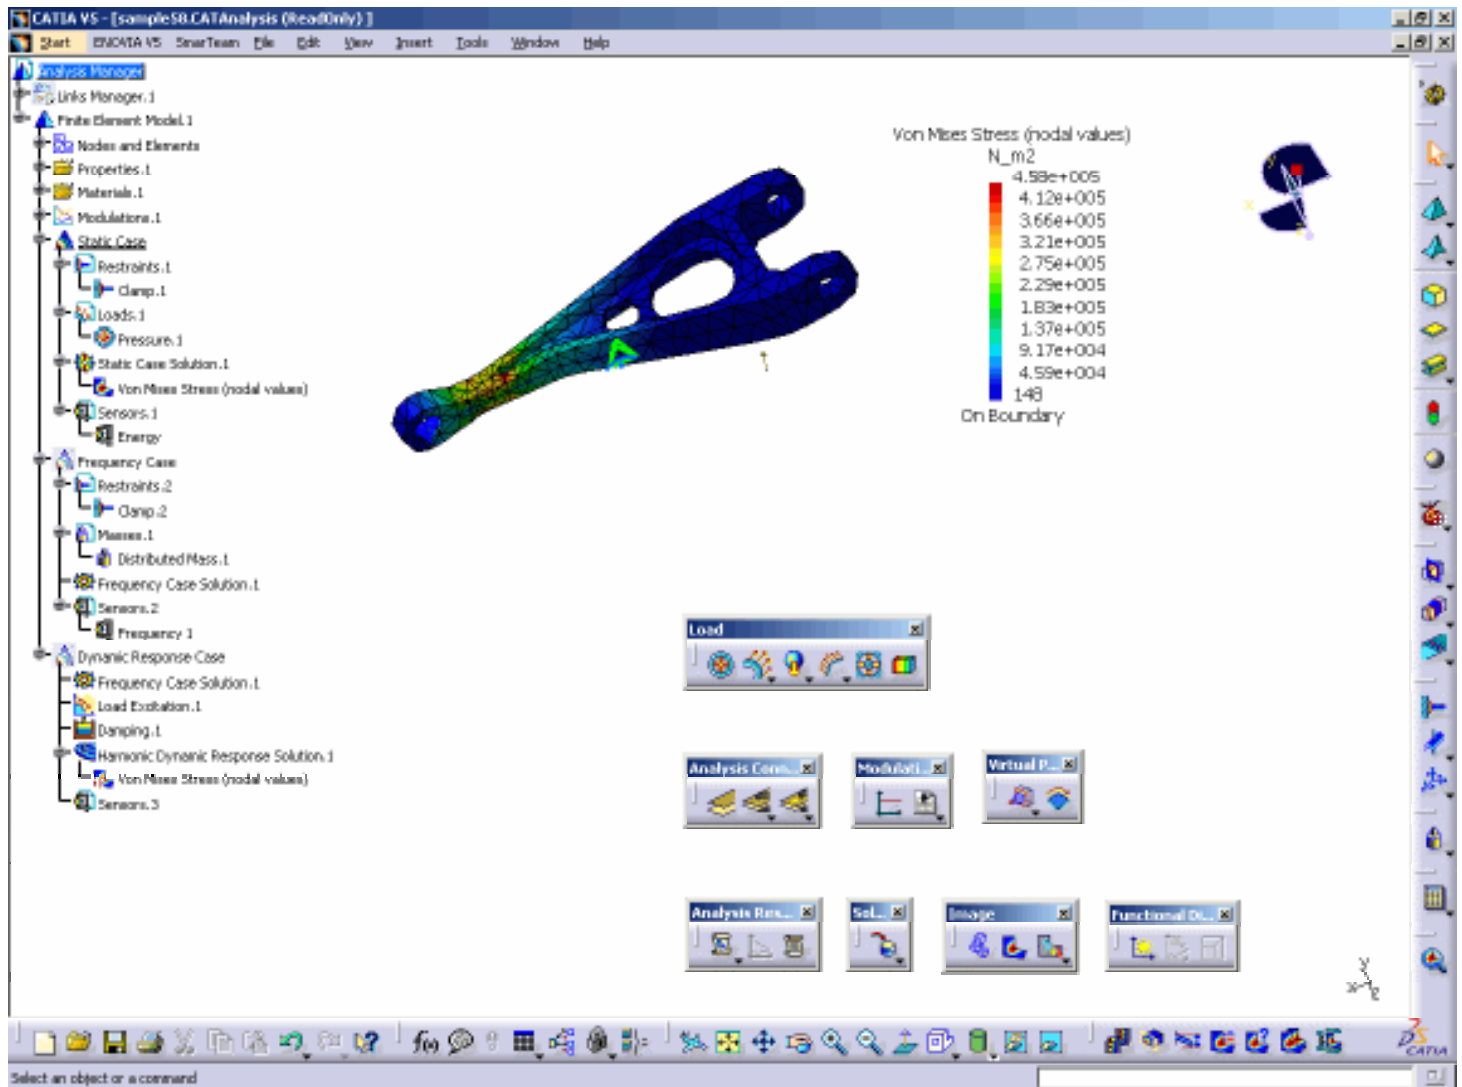 CATIA V5 - [sample58.CATAnalysis (ReadOnly) ]
Start ENOVIA V5 SmarTeam File Edit View Insert Tools Window Help
Analysis Manager
Links Manager.1
Finite Element Model.1
Nodes and Elements
Properties.1
Materials.1
Modulations.1
Static Case
Restraints.1
Clamp.1
Loads.1
Pressure.1
Static Case Solution.1
Von Mises Stress (nodal values)
Sensors.1
Energy
Frequency Case
Restraints.2
Clamp.2
Masses.1
Distributed Mass.1
Frequency Case Solution.1
Sensors.2
Frequency 1
Dynamic Response Case
Frequency Case Solution.1
Load Excitation.1
Damping.1
Harmonic Dynamic Response Solution.1
Von Mises Stress (nodal values)
Sensors.3
Von Mises Stress (nodal values)
N_m2
4.58e+005
4.12e+005
3.66e+005
3.21e+005
2.75e+005
2.29e+005
1.83e+005
1.37e+005
9.17e+004
4.59e+004
148
On Boundary
Load
Analysis Conn...
Modulati...
Virtual P...
Analysis Res...
Sol...
Image
Functional Di...
f(x)
CATIA
Select an object or a command